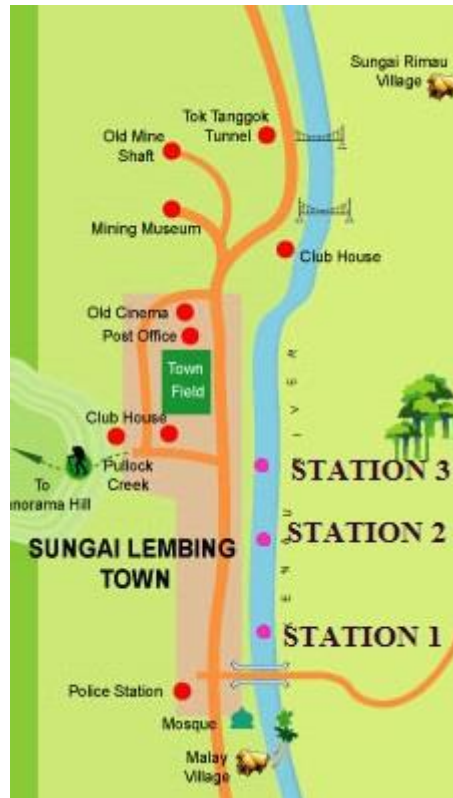 Sungai Rimau
Village
Tok Tanggok
Tunnel
Old Mine
Shaft
Mining Museum
Club House
Old Cinema
Post Office
Town
Field
Club House
Pullock
Creek
To
norama Hill
STATION 3
STATION 2
SUNGAI LEMBING
TOWN
STATION 1
Police Station
Mosque
Malay
Village